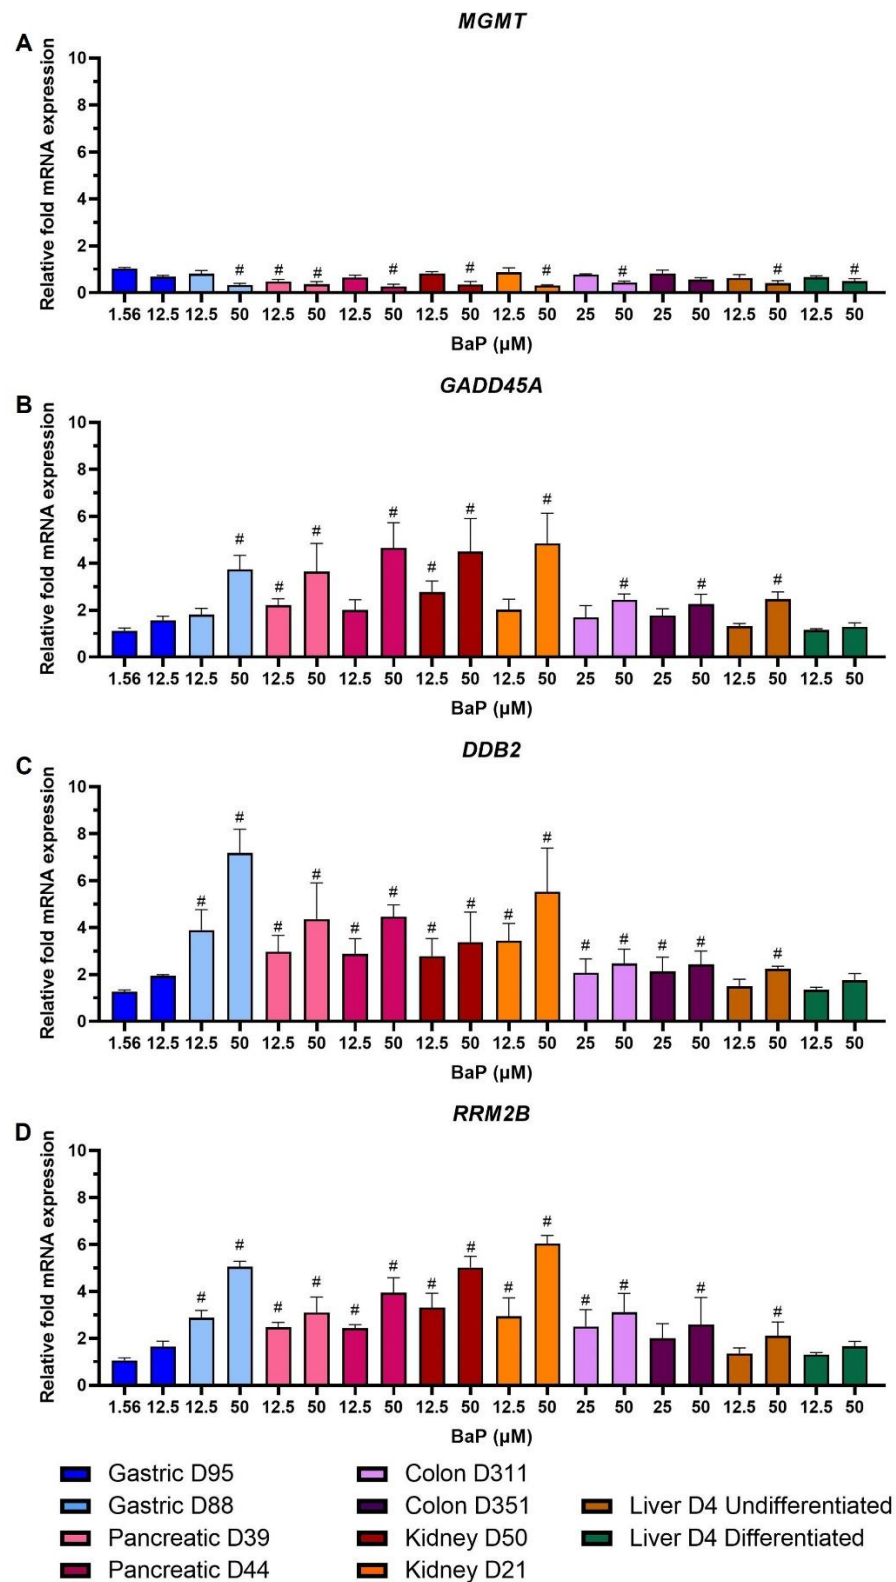 MGMT
A
Relative fold mRNA expression
10
8
6
4
2
0
# # # # # # # # #
1.56 12.5 12.5 50 12.5 50 12.5 50 12.5 50 12.5 50 25 50 25 50 12.5 50 12.5 50
BaP (µM)
GADD45A
B
Relative fold mRNA expression
10
8
6
4
2
0
# # # # # # # # # #
1.56 12.5 12.5 50 12.5 50 12.5 50 12.5 50 12.5 50 25 50 25 50 12.5 50 12.5 50
BaP (µM)
DDB2
C
Relative fold mRNA expression
10
8
6
4
2
0
# # # # # # # # # # # # # # #
1.56 12.5 12.5 50 12.5 50 12.5 50 12.5 50 12.5 50 25 50 25 50 12.5 50 12.5 50
BaP (µM)
RRM2B
D
Relative fold mRNA expression
10
8
6
4
2
0
# # # # # # # # # # # # # #
1.56 12.5 12.5 50 12.5 50 12.5 50 12.5 50 12.5 50 25 50 25 50 12.5 50 12.5 50
BaP (µM)
Gastric D95
Gastric D88
Pancreatic D39
Pancreatic D44
Colon D311
Colon D351
Kidney D50
Kidney D21
Liver D4 Undifferentiated
Liver D4 Differentiated